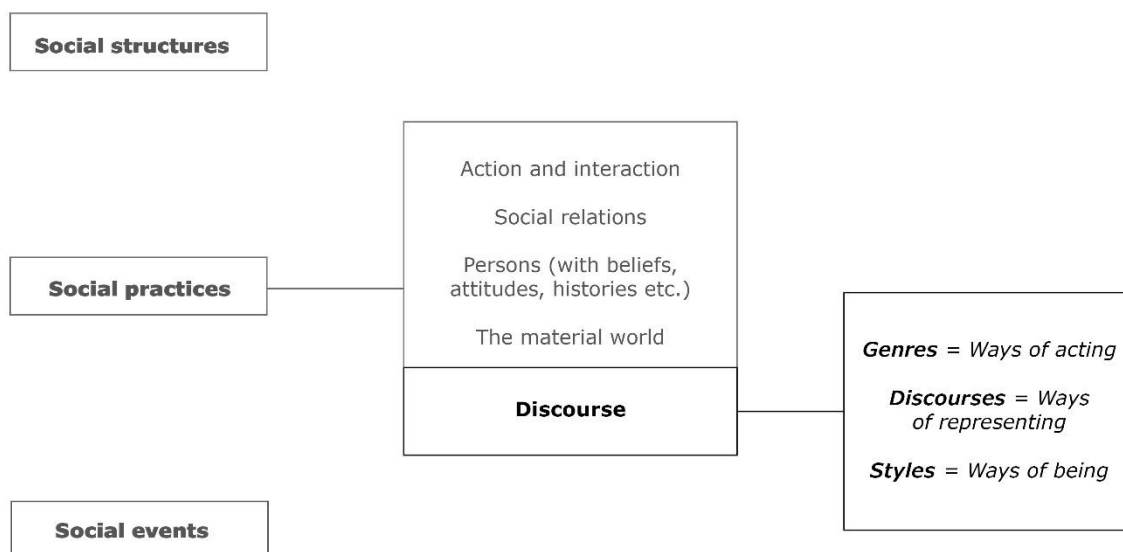 Social structures
Action and interaction
Social relations
Persons (with beliefs,
attitudes, histories etc.)
Social practices
The material world
Discourse
Genres = Ways of acting
Discourses = Ways
of representing
Styles = Ways of being
Social events